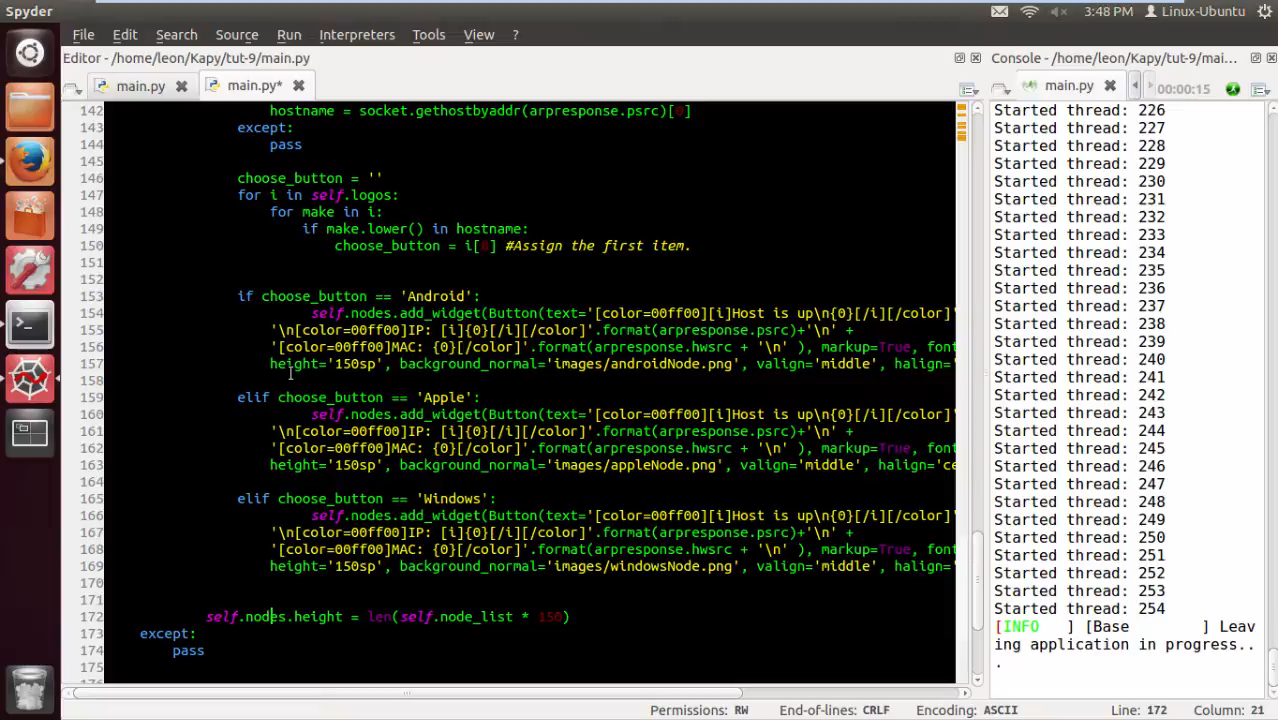 Spyder
3:48 PM
Linux-Ubuntu
File Edit Search Source Run Interpreters Tools View ?
Editor - /home/leon/Kapy/tut-9/main.py
main.py
main.py*
142 hostname = socket.gethostbyaddr(arpresponse.psrc)[0]
143 except:
144 pass
145
146 choose_button = ''
147 for i in self.logos:
148 for make in i:
149 if make.lower() in hostname:
150 choose_button = i[0] #Assign the first item.
151
152
153 if choose_button == 'Android':
154 self.nodes.add_widget(Button(text='[color=00ff00][i]Host is up\n{0}[/i][/color]'
155 '\n[color=00ff00]IP: [i]{0}[/i][/color]'.format(arpresponse.psrc)+'\n' +
156 '[color=00ff00]MAC: {0}[/color]'.format(arpresponse.hwsrc + '\n' ), markup=True, font
157 height='150sp', background_normal='images/androidNode.png', valign='middle', halign='
158
159 elif choose_button == 'Apple':
160 self.nodes.add_widget(Button(text='[color=00ff00][i]Host is up\n{0}[/i][/color]'
161 '\n[color=00ff00]IP: [i]{0}[/i][/color]'.format(arpresponse.psrc)+'\n' +
162 '[color=00ff00]MAC: {0}[/color]'.format(arpresponse.hwsrc + '\n' ), markup=True, font
163 height='150sp', background_normal='images/appleNode.png', valign='middle', halign='ce
164
165 elif choose_button == 'Windows':
166 self.nodes.add_widget(Button(text='[color=00ff00][i]Host is up\n{0}[/i][/color]'
167 '\n[color=00ff00]IP: [i]{0}[/i][/color]'.format(arpresponse.psrc)+'\n' +
168 '[color=00ff00]MAC: {0}[/color]'.format(arpresponse.hwsrc + '\n' ), markup=True, font
169 height='150sp', background_normal='images/windowsNode.png', valign='middle', halign='
170
171
172 self.nodes.height = len(self.node_list * 150)
173 except:
174 pass
175
Console - /home/leon/Kapy/tut-9/mai...
main.py
00:00:15
Started thread: 226
Started thread: 227
Started thread: 228
Started thread: 229
Started thread: 230
Started thread: 231
Started thread: 232
Started thread: 233
Started thread: 234
Started thread: 235
Started thread: 236
Started thread: 237
Started thread: 238
Started thread: 239
Started thread: 240
Started thread: 241
Started thread: 242
Started thread: 243
Started thread: 244
Started thread: 245
Started thread: 246
Started thread: 247
Started thread: 248
Started thread: 249
Started thread: 250
Started thread: 251
Started thread: 252
Started thread: 253
Started thread: 254
[INFO ] [Base ] Leav
ing application in progress..
.
Permissions: RW End-of-lines: CRLF Encoding: ASCII Line: 172 Column: 21